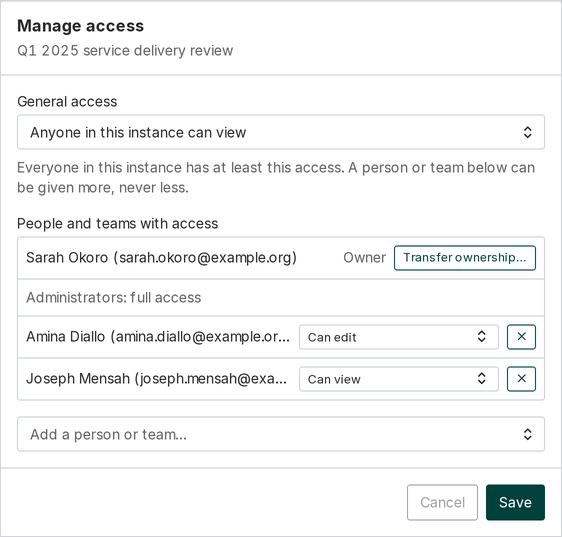 Manage access
Q1 2025 service delivery review
General access
Anyone in this instance can view
Everyone in this instance has at least this access. A person or team below can
be given more, never less.
People and teams with access
Sarah Okoro (sarah.okoro@example.org) Owner Transfer ownership...
Administrators: full access
Amina Diallo (amina.diallo@example.or... Can edit
Joseph Mensah (joseph.mensah@exa... Can view
Add a person or team...
Cancel Save